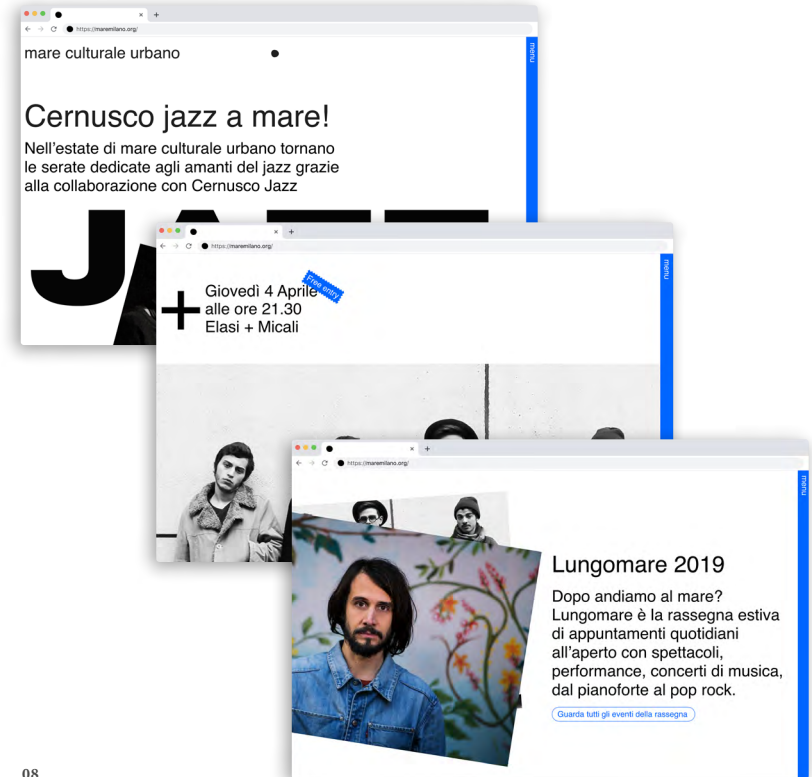 https://maremilano.org/
menu
mare culturale urbano
Cernusco jazz a mare!
Nell'estate di mare culturale urbano tornano
le serate dedicate agli amanti del jazz grazie
alla collaborazione con Cernusco Jazz
JAZZ
https://maremilano.org/
menu
Free entry
Giovedì 4 Aprile
alle ore 21.30
Elasi + Micali
https://maremilano.org/
menu
Lungomare 2019
Dopo andiamo al mare?
Lungomare è la rassegna estiva
di appuntamenti quotidiani
all'aperto con spettacoli,
performance, concerti di musica,
dal pianoforte al pop rock.
Guarda tutti gli eventi della rassegna
08